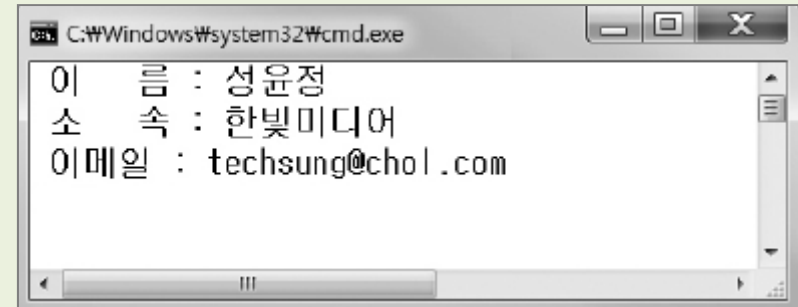 C:\Windows\system32\cmd.exe
이   름 : 성윤정
소   속 : 한빛미디어
이메일 : techsung@chol.com